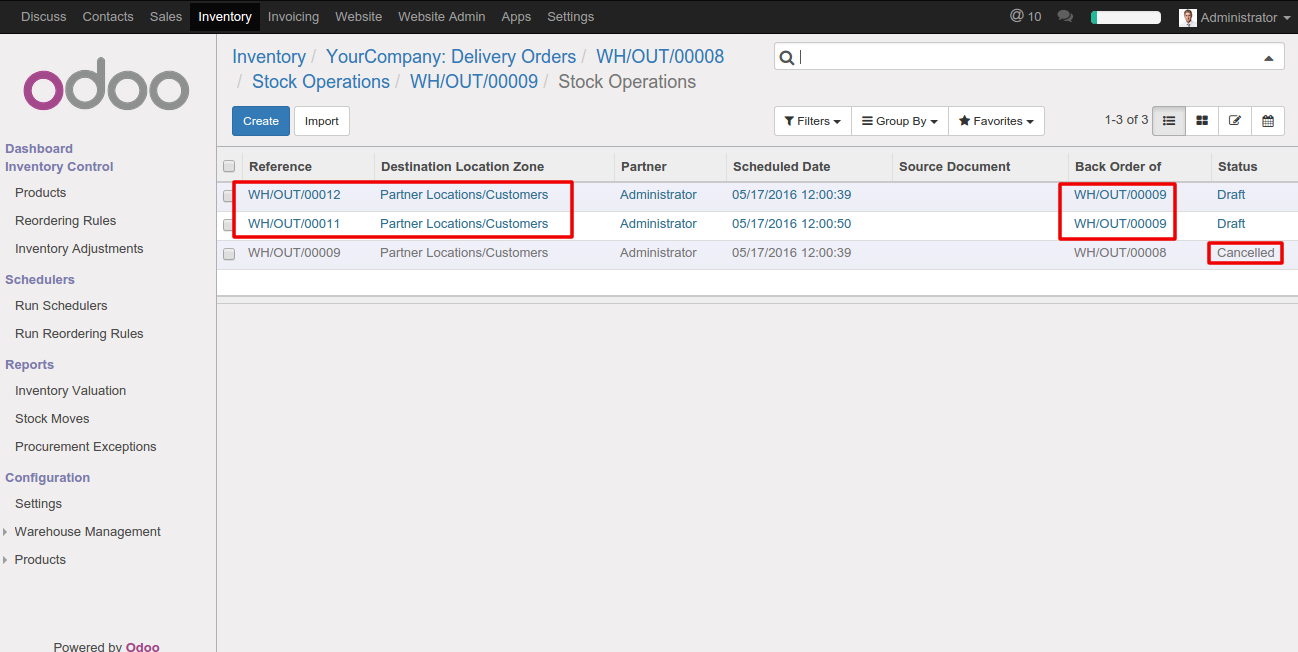 Discuss Contacts Sales Inventory Invoicing Website Website Admin Apps Settings @ 10 Administrator
odoo
Dashboard
Inventory Control
Products
Reordering Rules
Inventory Adjustments
Schedulers
Run Schedulers
Run Reordering Rules
Reports
Inventory Valuation
Stock Moves
Procurement Exceptions
Configuration
Settings
Warehouse Management
Products
Powered by Odoo
Inventory / YourCompany: Delivery Orders / WH/OUT/00008
/ Stock Operations / WH/OUT/00009 / Stock Operations
Create Import Filters Group By Favorites 1-3 of 3
Reference Destination Location Zone Partner Scheduled Date Source Document Back Order of Status
WH/OUT/00012 Partner Locations/Customers Administrator 05/17/2016 12:00:39 WH/OUT/00009 Draft
WH/OUT/00011 Partner Locations/Customers Administrator 05/17/2016 12:00:50 WH/OUT/00009 Draft
WH/OUT/00009 Partner Locations/Customers Administrator 05/17/2016 12:00:39 WH/OUT/00008 Cancelled